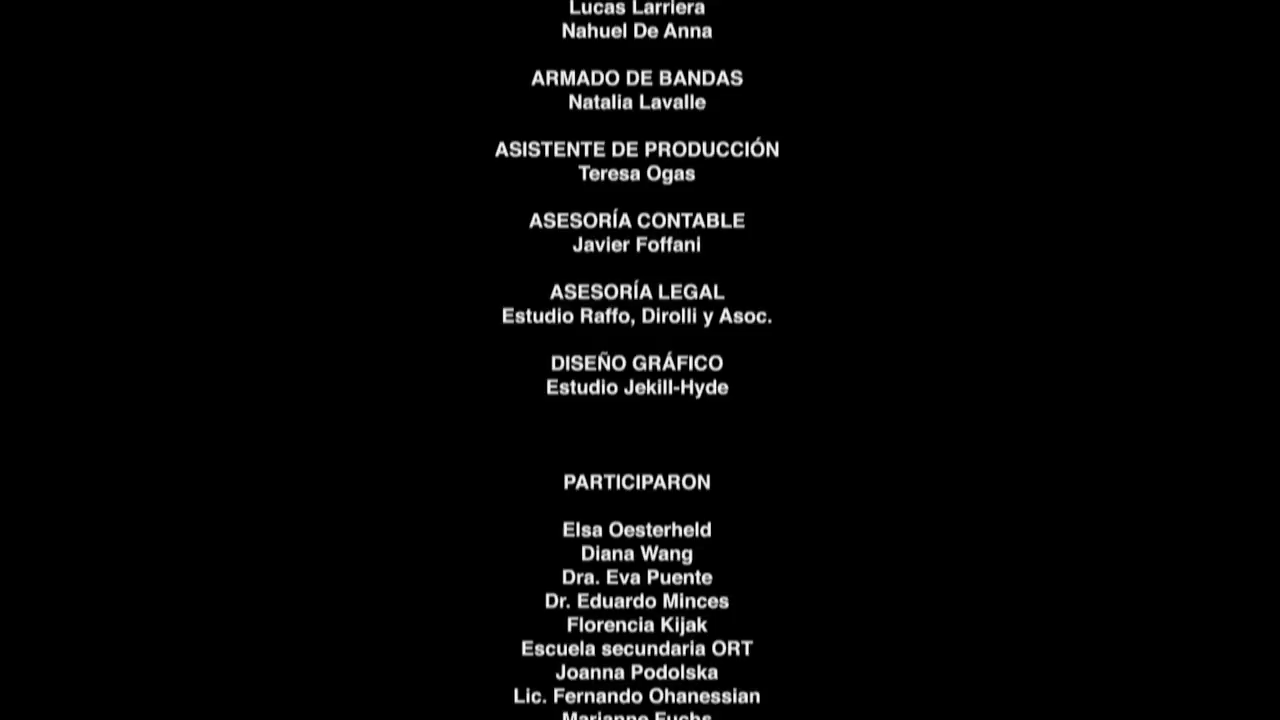 Lucas Larriera
Nahuel De Anna
ARMADO DE BANDAS
Natalia Lavalle
ASISTENTE DE PRODUCCIÓN
Teresa Ogas
ASESORÍA CONTABLE
Javier Foffani
ASESORÍA LEGAL
Estudio Raffo, Dirolli y Asoc.
DISEÑO GRÁFICO
Estudio Jekill-Hyde
PARTICIPARON
Elsa Oesterheld
Diana Wang
Dra. Eva Puente
Dr. Eduardo Minces
Florencia Kijak
Escuela secundaria ORT
Joanna Podolska
Lic. Fernando Ohanessian
Marianne Fuchs